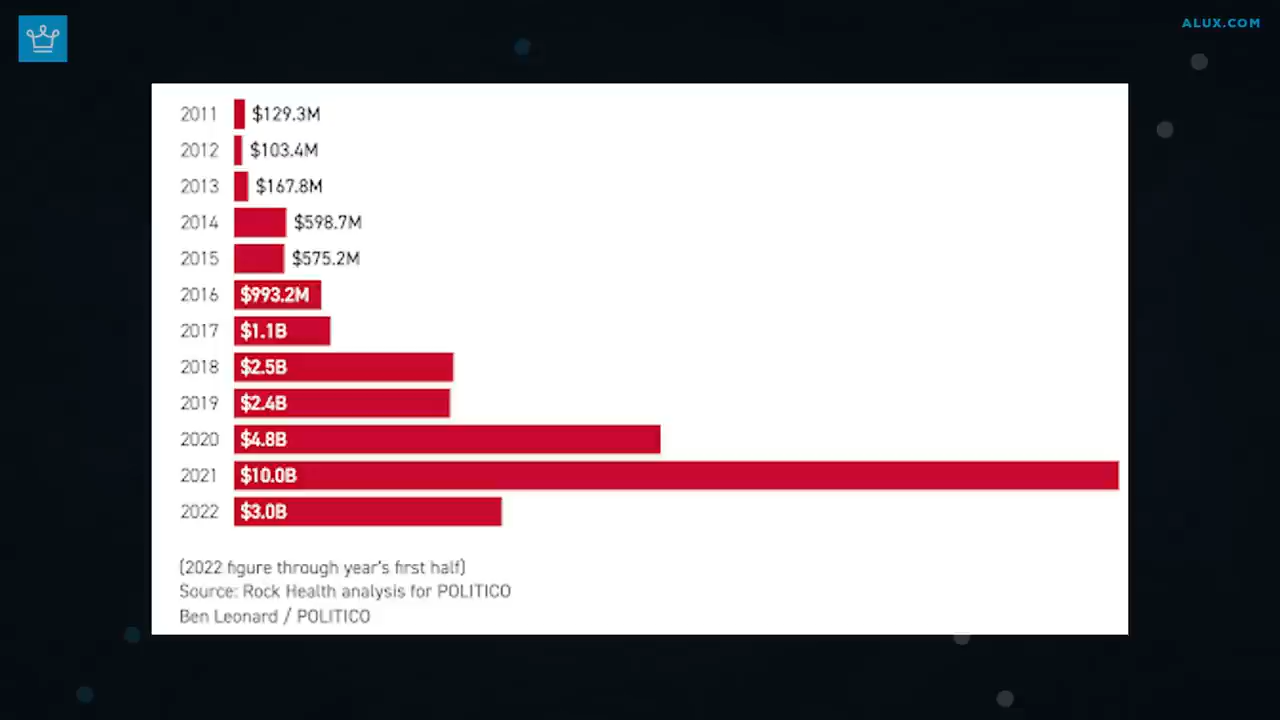 ALUX.COM
2011 $129.3M
2012 $103.4M
2013 $167.8M
2014 $598.7M
2015 $575.2M
2016 $993.2M
2017 $1.1B
2018 $2.5B
2019 $2.4B
2020 $4.8B
2021 $10.0B
2022 $3.0B
(2022 figure through year's first half)
Source: Rock Health analysis for POLITICO
Ben Leonard / POLITICO